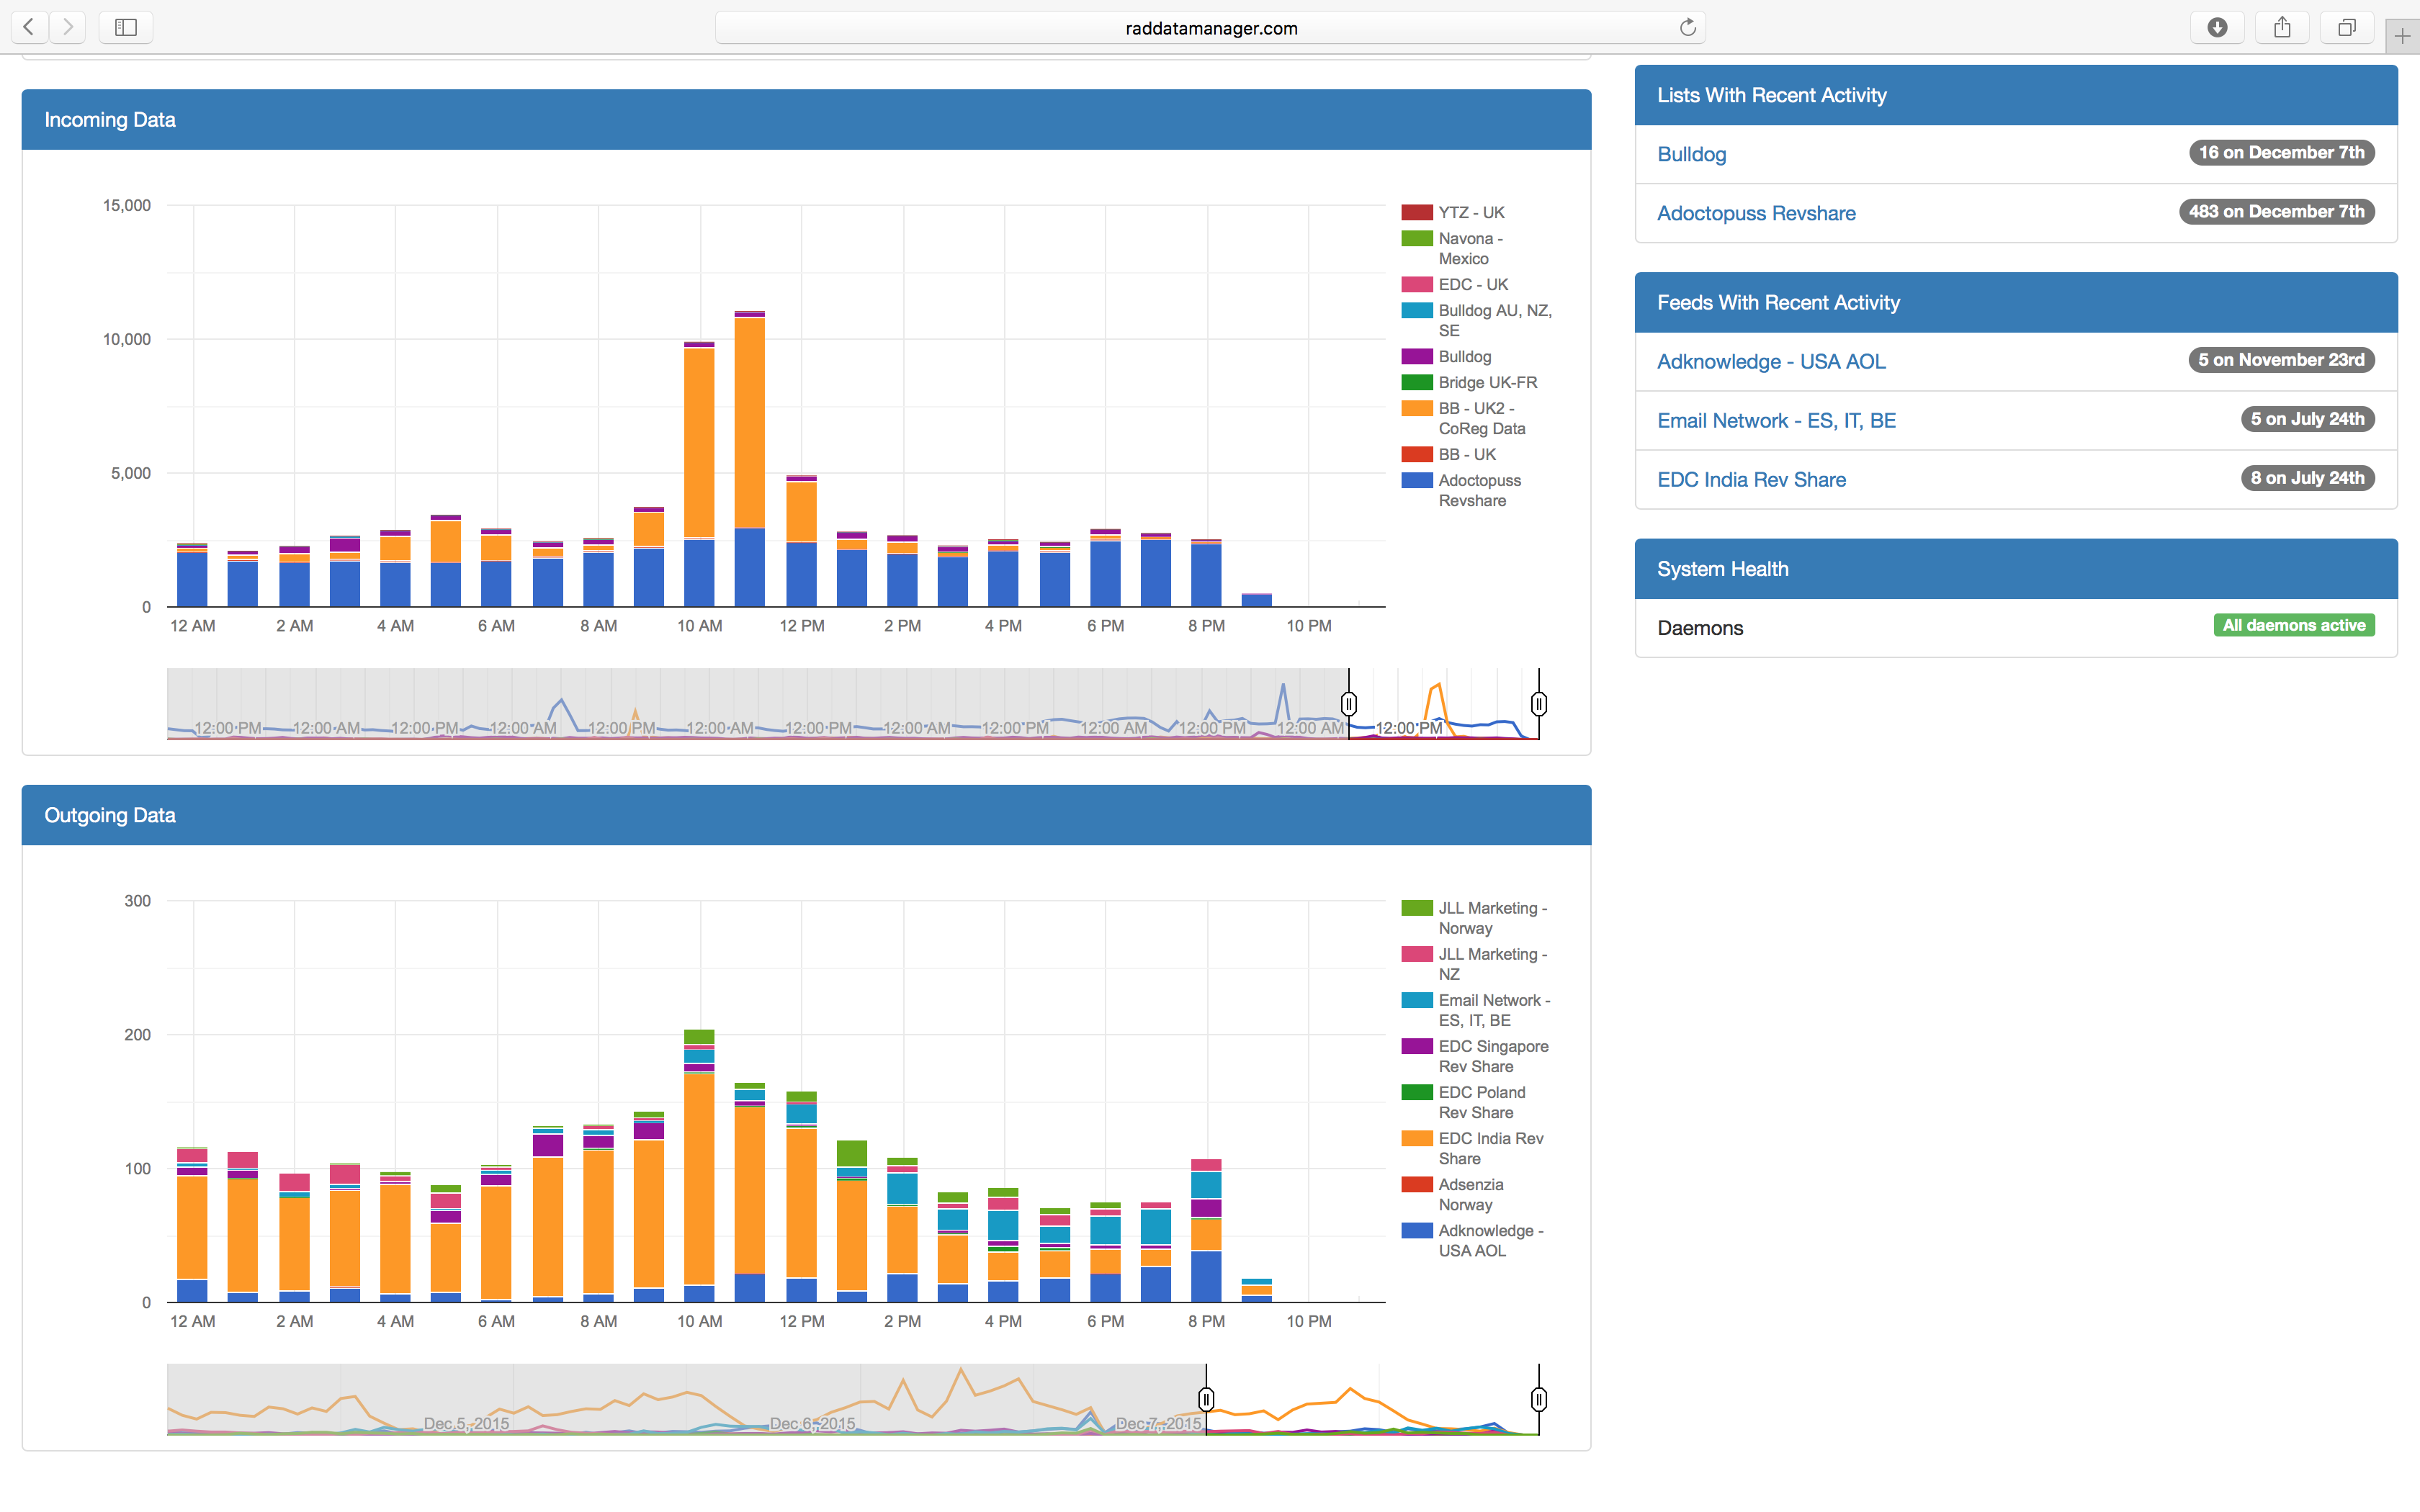 raddatamanager.com
Incoming Data
15,000
10,000
5,000
0
12 AM 2 AM 4 AM 6 AM 8 AM 10 AM 12 PM 2 PM 4 PM 6 PM 8 PM 10 PM
YTZ - UK
Navona -
Mexico
EDC - UK
Bulldog AU, NZ,
SE
Bulldog
Bridge UK-FR
BB - UK2 -
CoReg Data
BB - UK
Adoctopuss
Revshare
12:00 PM 12:00 AM 12:00 PM 12:00 AM 12:00 PM 12:00 AM 12:00 PM 12:00 AM 12:00 PM 12:00 AM 12:00 PM 12:00 AM 12:00 PM
Outgoing Data
300
200
100
0
12 AM 2 AM 4 AM 6 AM 8 AM 10 AM 12 PM 2 PM 4 PM 6 PM 8 PM 10 PM
JLL Marketing -
Norway
JLL Marketing -
NZ
Email Network -
ES, IT, BE
EDC Singapore
Rev Share
EDC Poland
Rev Share
EDC India Rev
Share
Adsenzia
Norway
Adknowledge -
USA AOL
Dec 5, 2015 Dec 6, 2015 Dec 7, 2015
Lists With Recent Activity
Bulldog 16 on December 7th
Adoctopuss Revshare 483 on December 7th
Feeds With Recent Activity
Adknowledge - USA AOL 5 on November 23rd
Email Network - ES, IT, BE 5 on July 24th
EDC India Rev Share 8 on July 24th
System Health
Daemons All daemons active